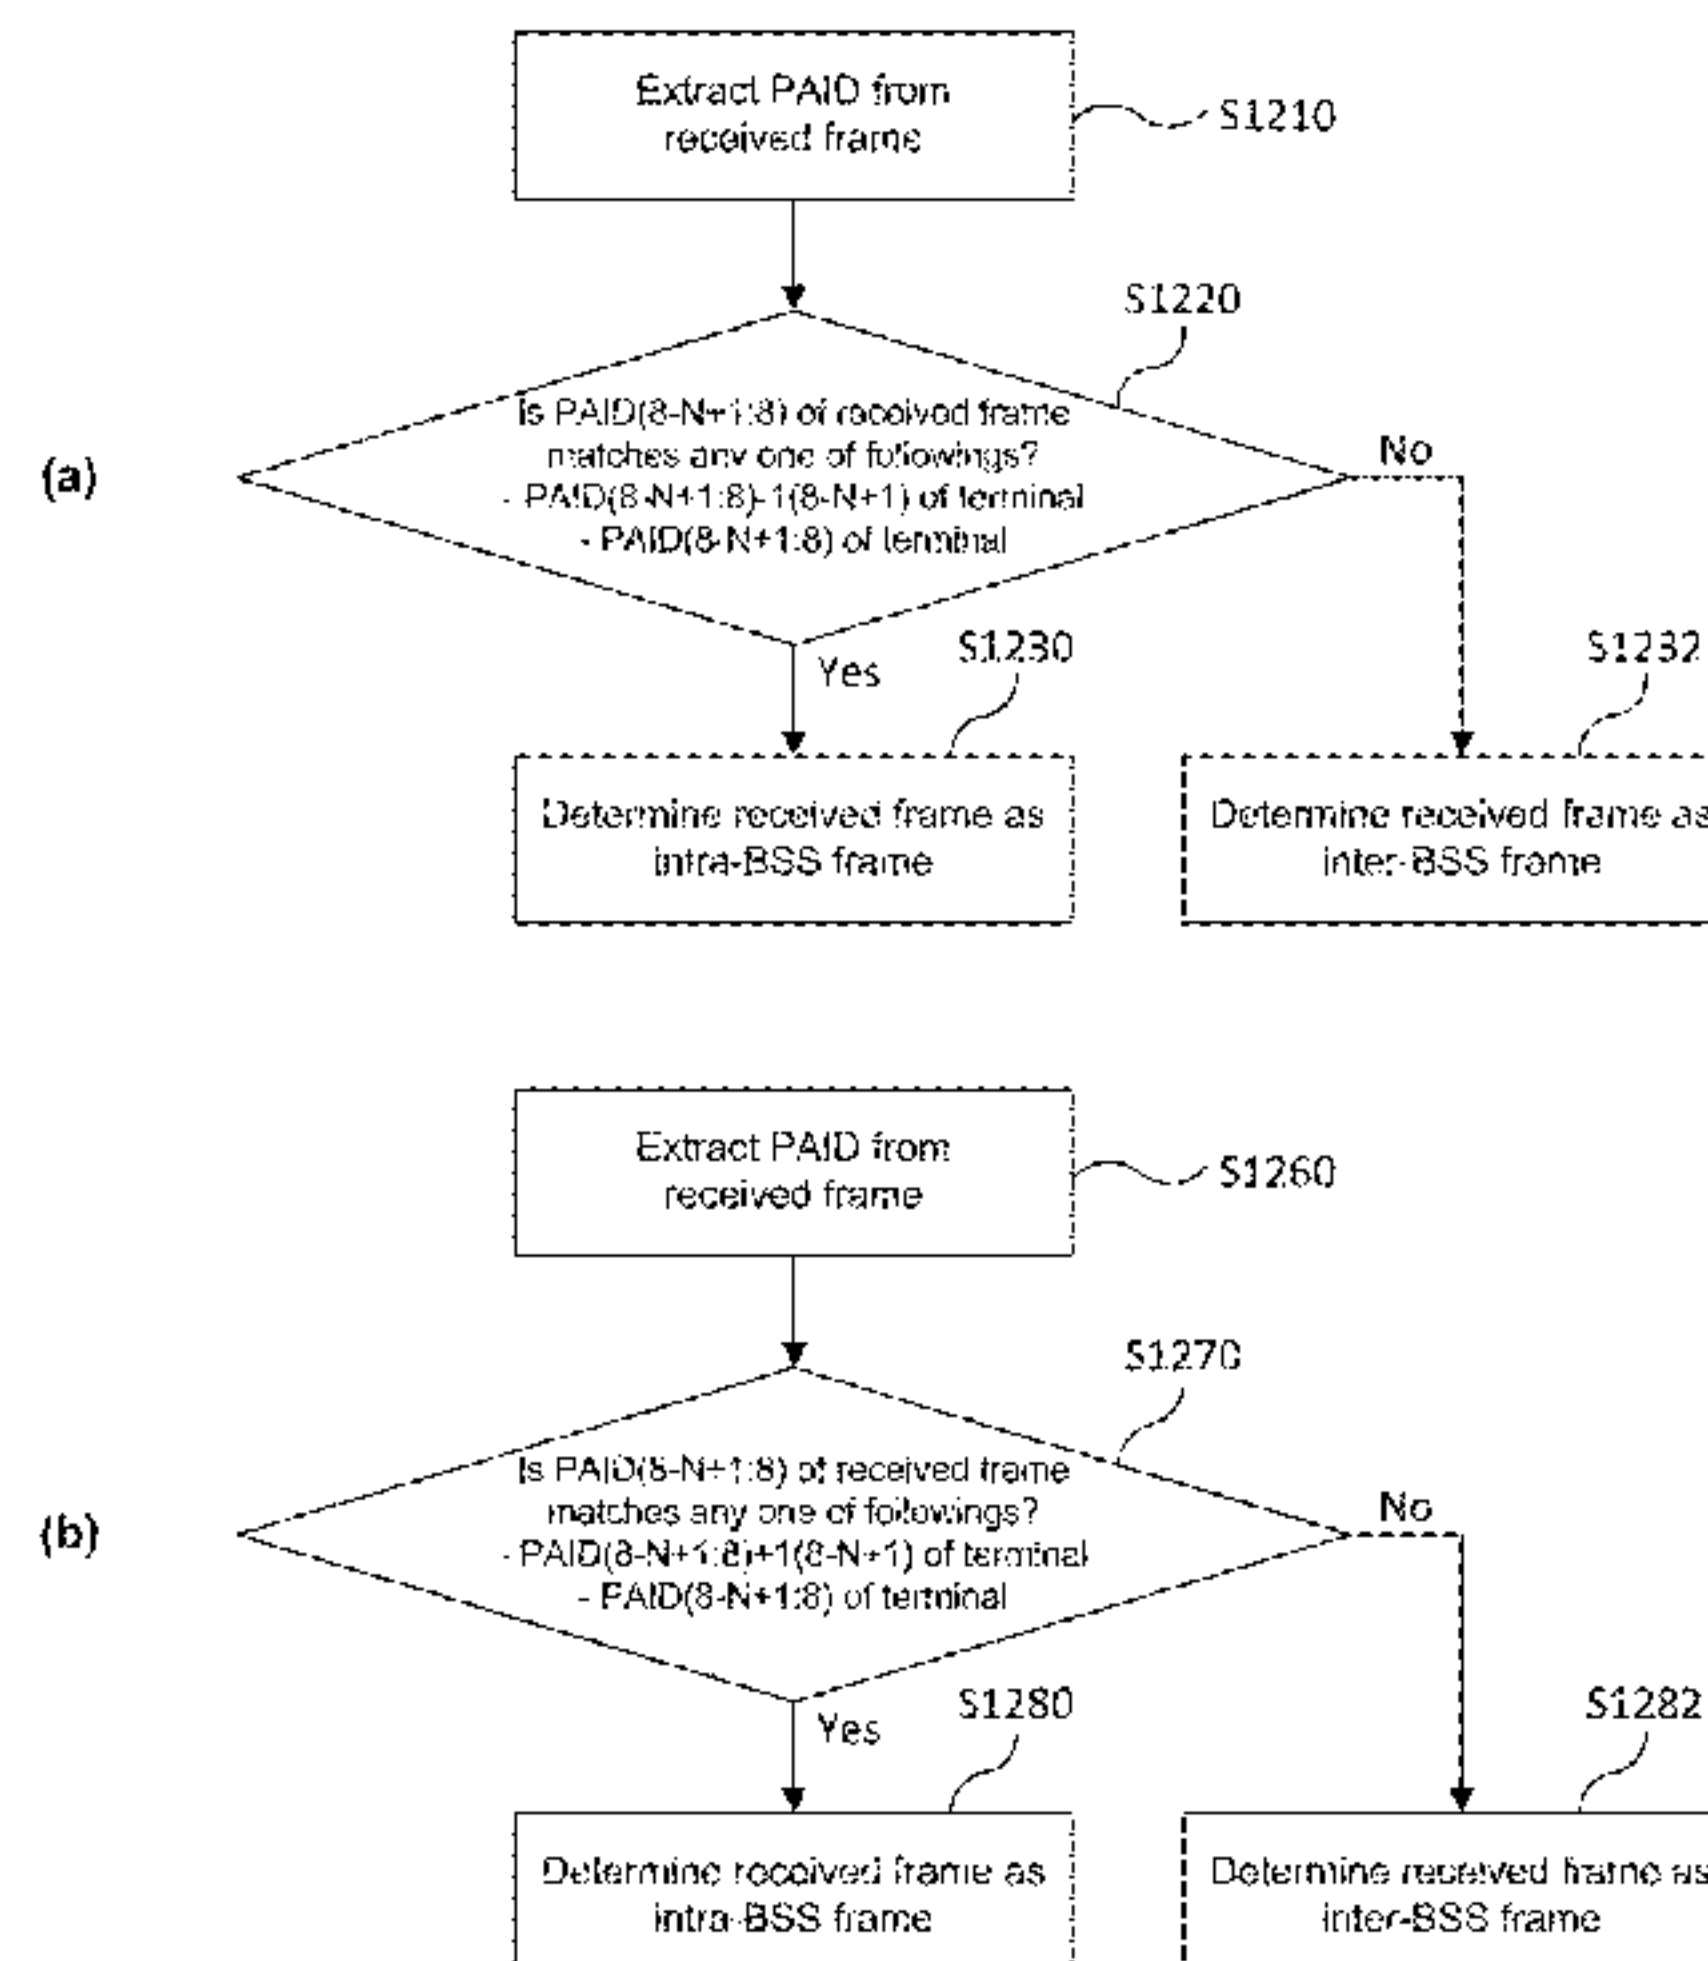 Extract PAID from
received frame
S1210
S1220
Is PAID(8-N+1:8) of received frame
matches any one of followings?
- PAID(8-N+1:8)-1(8-N+1) of terminal
- PAID(8-N+1:8) of terminal
No
(a)
Yes
S1230
S1232
Determine received frame as
intra-BSS frame
Determine received frame as
inter-BSS frame
Extract PAID from
received frame
S1260
S1270
Is PAID(8-N+1:8) of received frame
matches any one of followings?
- PAID(8-N+1:8)+1(8-N+1) of terminal
- PAID(8-N+1:8) of terminal
No
(b)
Yes
S1280
S1282
Determine received frame as
intra-BSS frame
Determine received frame as
inter-BSS frame